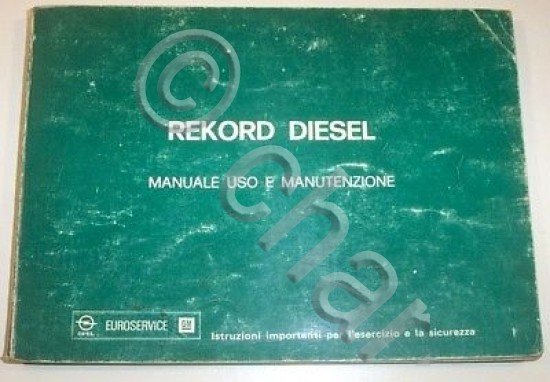 REKORD DIESEL
MANUALE USO E MANUTENZIONE
OPEL EUROSERVICE GM Istruzioni importanti per l'esercizio e la sicurezza
© char